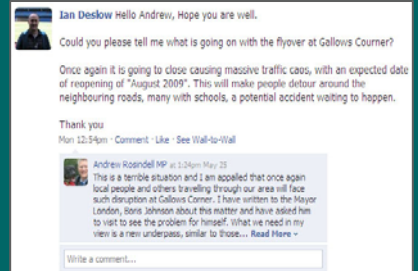 Ian Deslow Hello Andrew, Hope you are well.
Could you please tell me what is going on with the flyover at Gallows Courner?
Once again it is going to close causing massive traffic caos, with an expected date
of reopening of "August 2009". This will make people detour around the
neighbouring roads, many with schools, a potential accident waiting to happen.
Thank you
Mon 12:54pm · Comment · Like · See Wall-to-Wall
Andrew Rosindell MP at 1:24pm May 25
This is a terrible situation and I am appalled that once again
local people and others travelling through our area will face
such disruption at Gallows Corner. I have written to the Mayor
London, Boris Johnson about this matter and have asked him
to visit to see the problem for himself. What we need in my
view is a new underpass, similar to those... Read More
Write a comment...